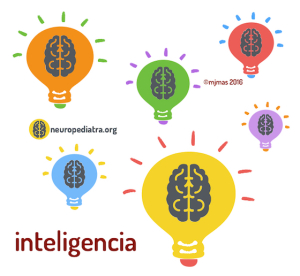 ©mjmas 2016
neuropediatra.org
inteligencia